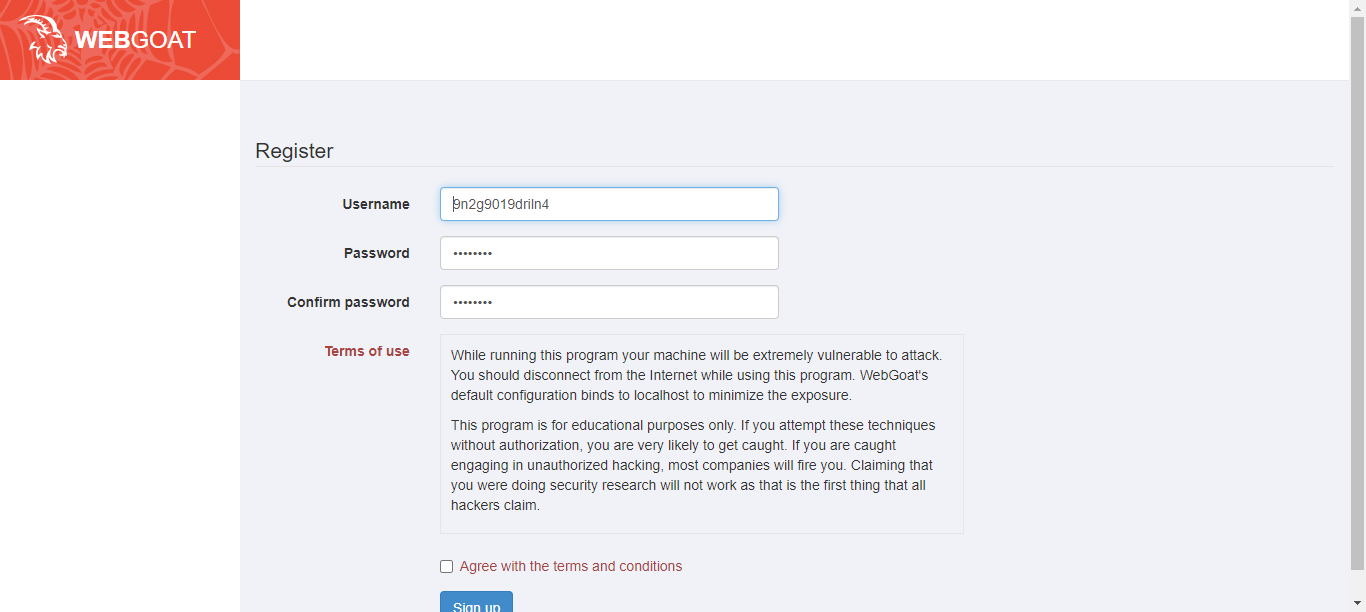 WEBGOAT
Register
Username
9n2g9019driln4
Password
••••••••
Confirm password
••••••••
Terms of use
While running this program your machine will be extremely vulnerable to attack.
You should disconnect from the Internet while using this program. WebGoat's
default configuration binds to localhost to minimize the exposure.
This program is for educational purposes only. If you attempt these techniques
without authorization, you are very likely to get caught. If you are caught
engaging in unauthorized hacking, most companies will fire you. Claiming that
you were doing security research will not work as that is the first thing that all
hackers claim.
Agree with the terms and conditions
Sign up